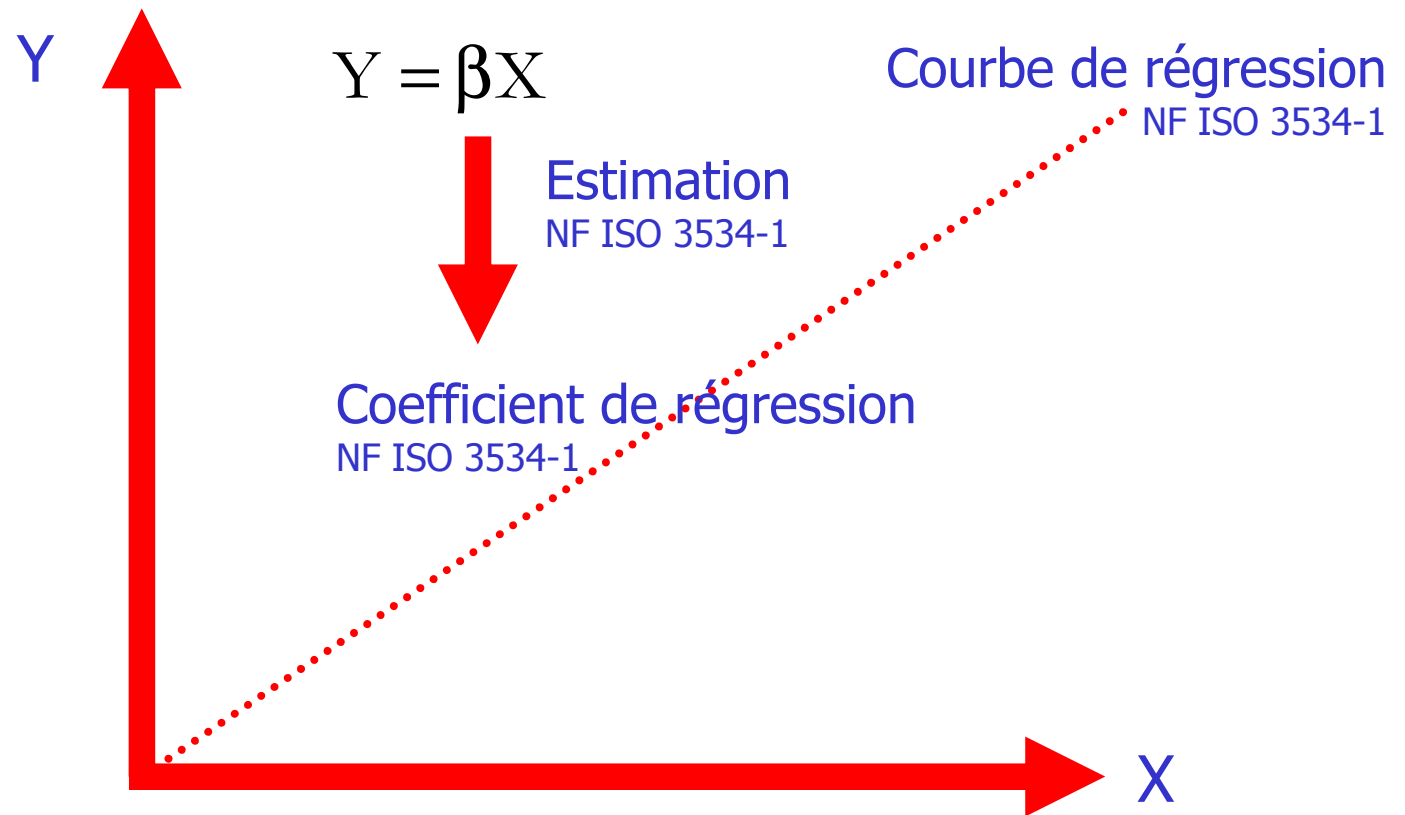 Y
Y = βX
Courbe de régression
NF ISO 3534-1
Estimation
NF ISO 3534-1
Coefficient de régression
NF ISO 3534-1
X